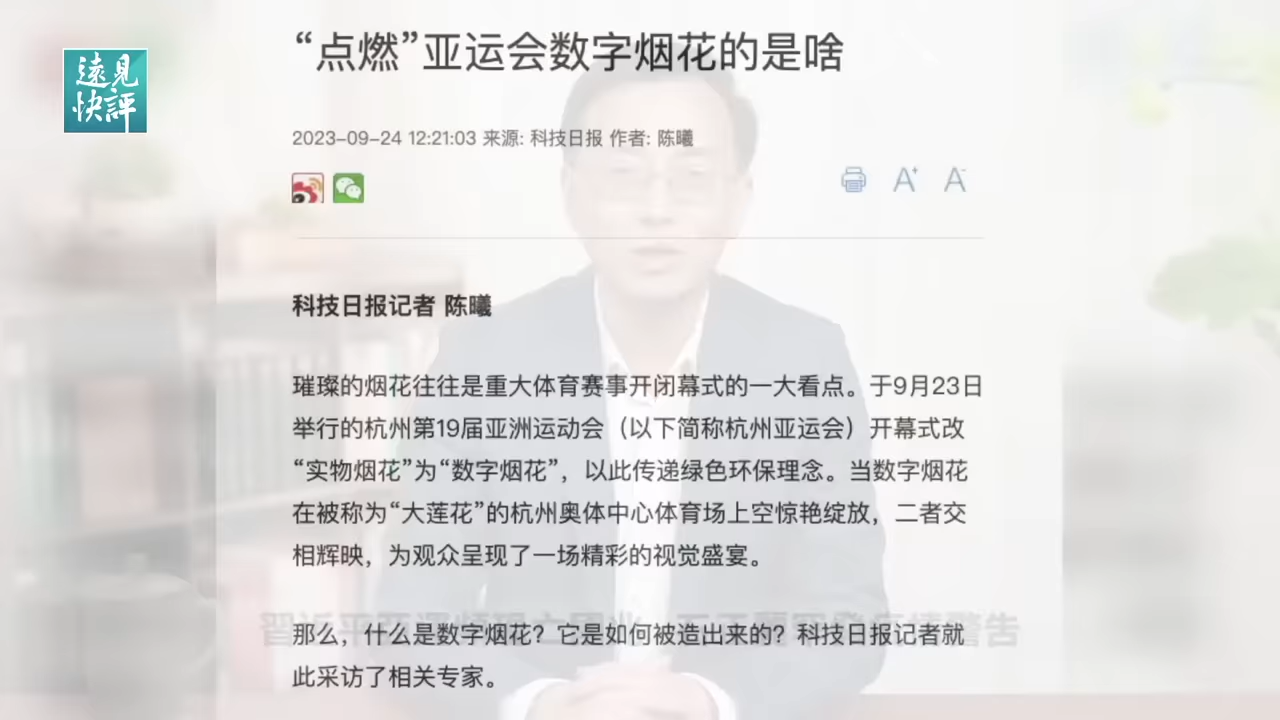 遠見
快評
“点燃”亚运会数字烟花的是啥
2023-09-24 12:21:03 来源: 科技日报 作者: 陈曦
A+ A-
科技日报记者 陈曦
璀璨的烟花往往是重大体育赛事开闭幕式的一大看点。于9月23日
举行的杭州第19届亚洲运动会（以下简称杭州亚运会）开幕式改
“实物烟花”为“数字烟花”，以此传递绿色环保理念。当数字烟花
在被称为“大莲花”的杭州奥体中心体育场上空惊艳绽放，二者交
相辉映，为观众呈现了一场精彩的视觉盛宴。
那么，什么是数字烟花？它是如何被造出来的？科技日报记者就
此采访了相关专家。
習近平 警告